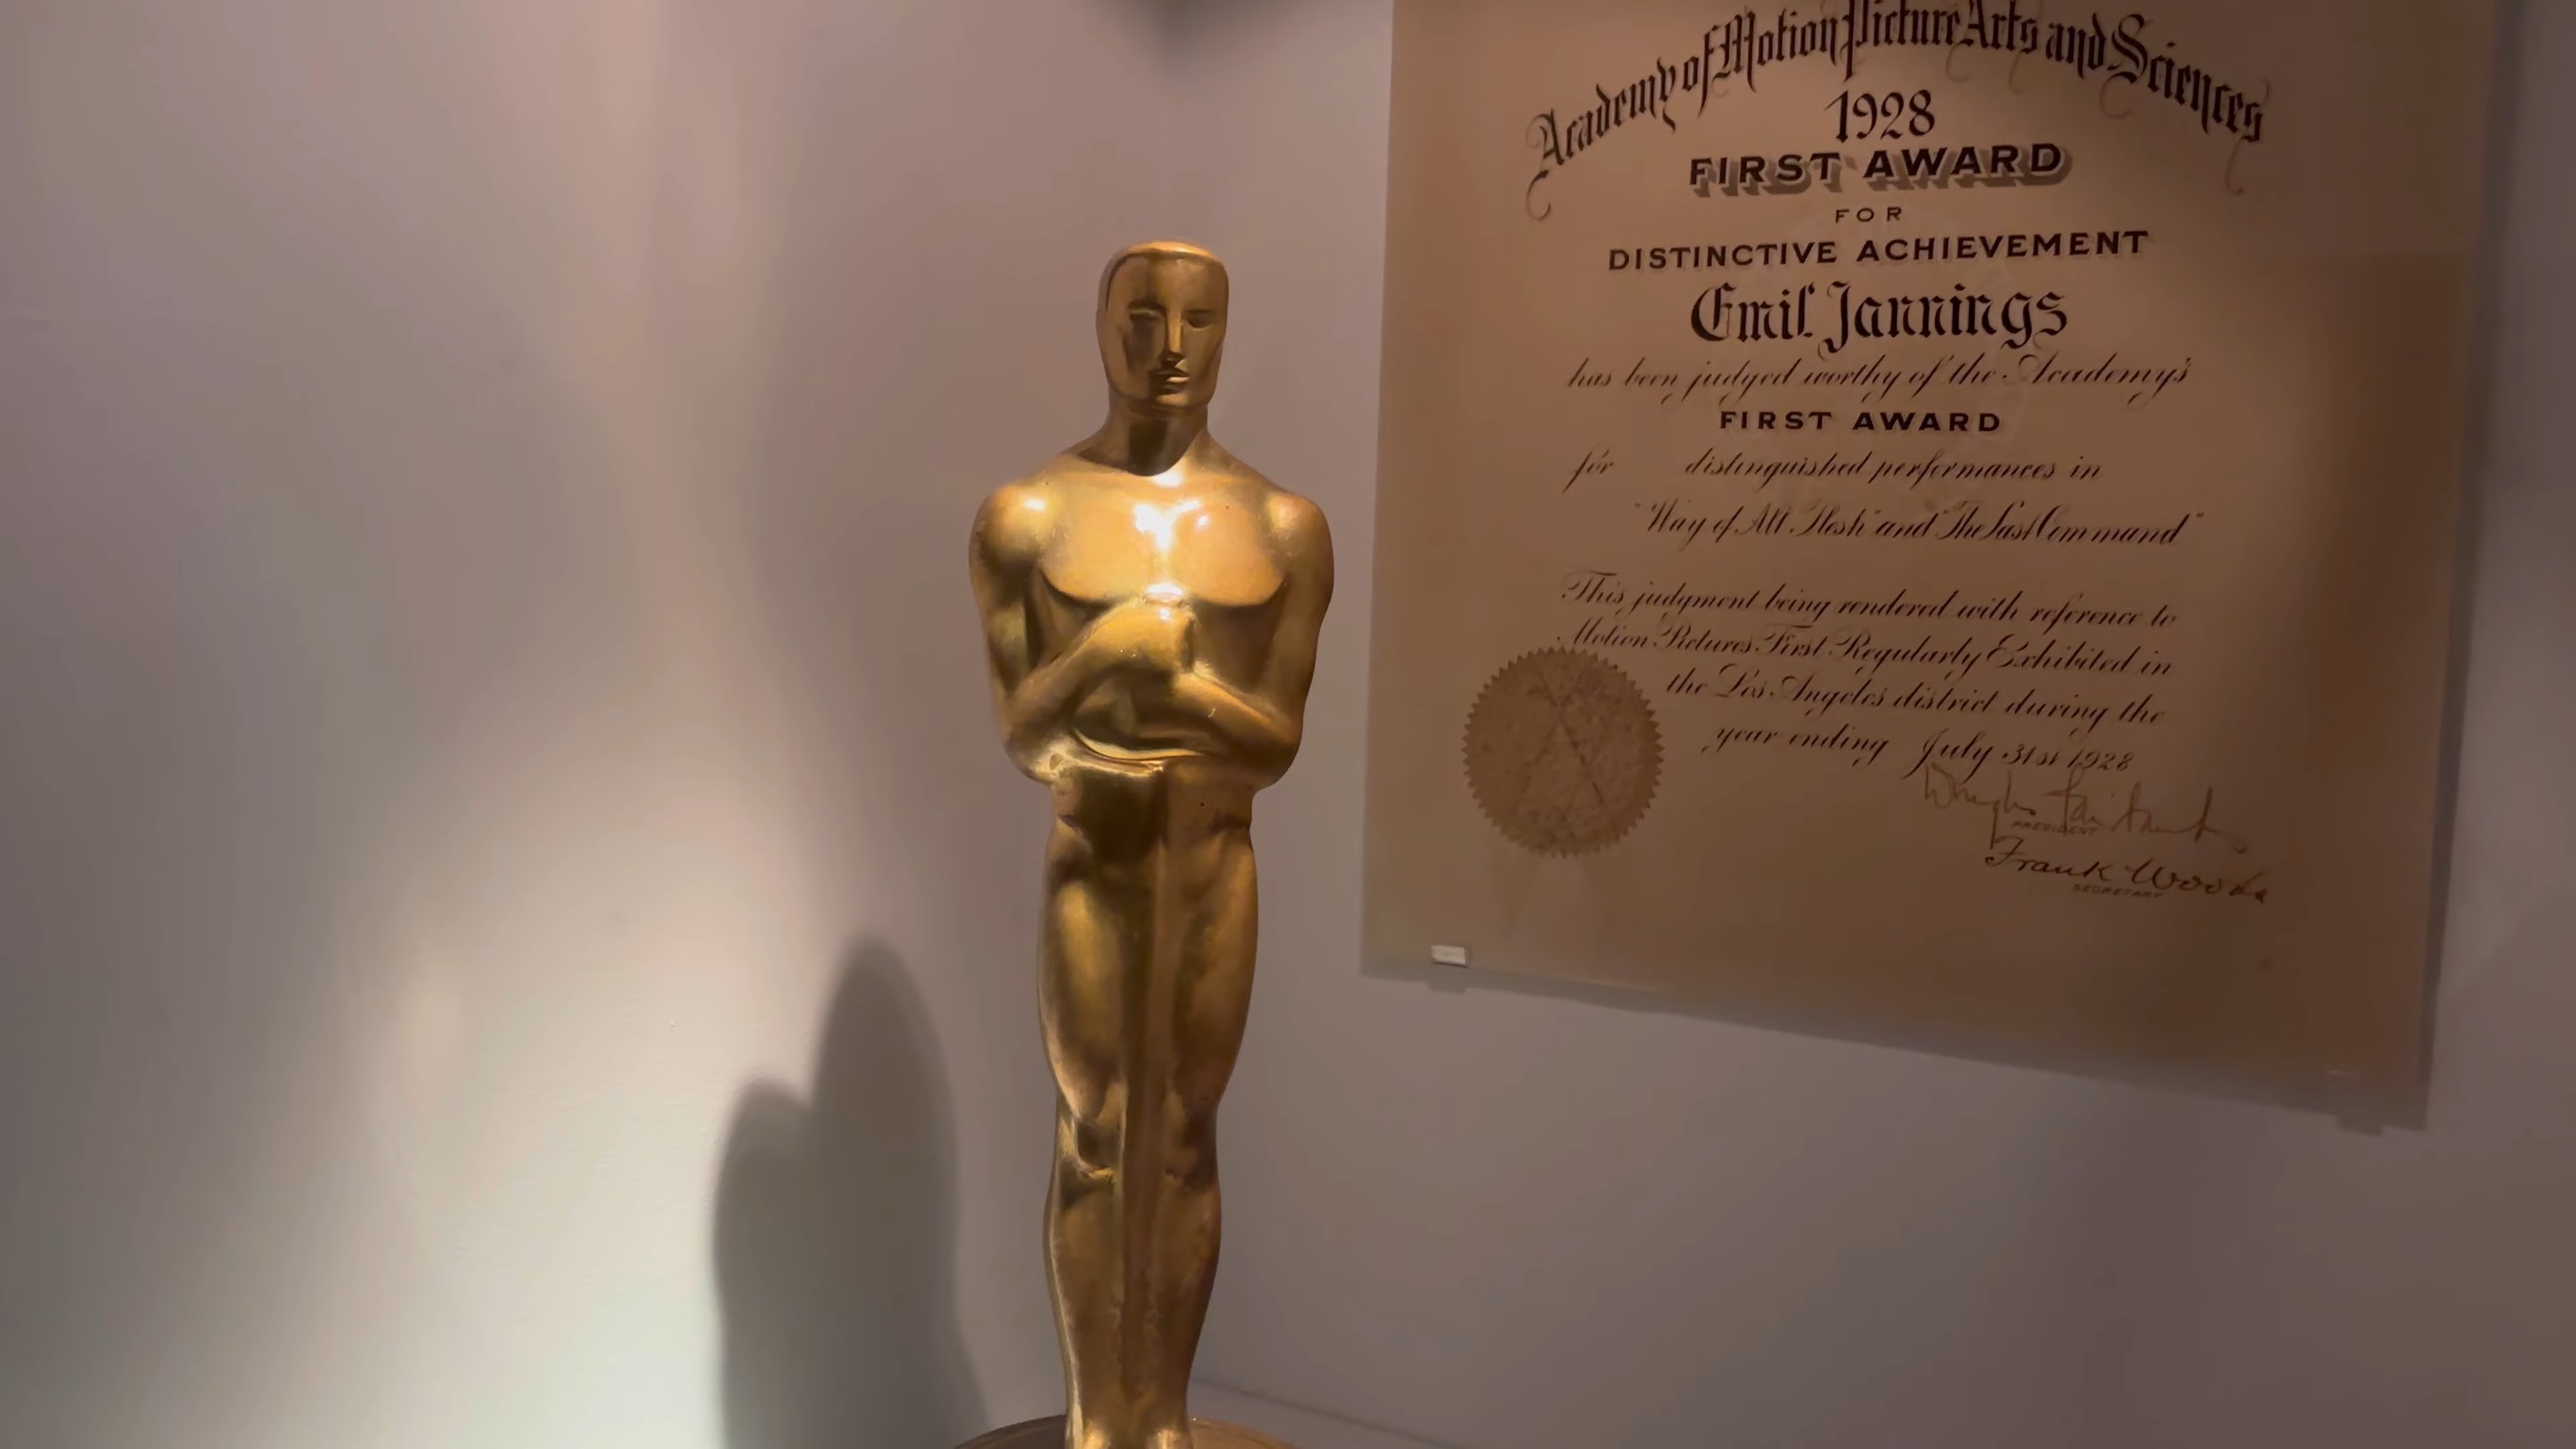 Academy of Motion Picture Arts and Sciences
1928
FIRST AWARD
FOR
DISTINCTIVE ACHIEVEMENT
Emil Jannings
has been judged worthy of the Academy's
FIRST AWARD
for distinguished performances in
"Way of All Flesh" and "The Last Command"
This judgment being rendered with reference to
Motion Pictures First Regularly Exhibited in
the Los Angeles district during the
year ending July 31st 1928
Douglas Fairbanks
PRESIDENT
Frank Woods
SECRETARY